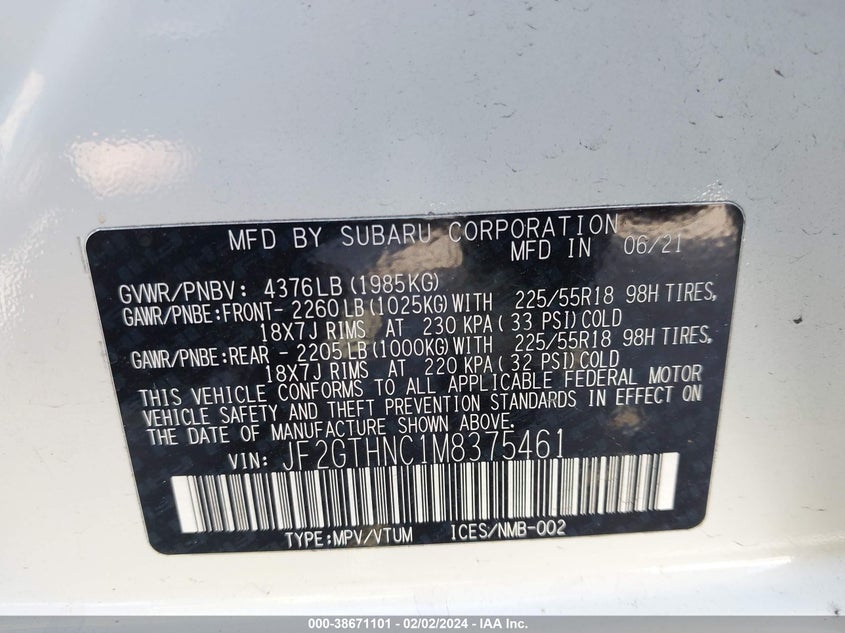 MFD BY SUBARU CORPORATION
MFD IN 06/21
GVWR/PNBV: 4376LB(1985KG)
GAWR/PNBE:FRONT- 2260LB(1025KG)WITH 225/55R18 98H TIRES,
18X7J RIMS AT 230 KPA( 33 PSI)COLD
GAWR/PNBE:REAR - 2205LB(1000KG)WITH 225/55R18 98H TIRES,
18X7J RIMS AT 220 KPA( 32 PSI)COLD
THIS VEHICLE CONFORMS TO ALL APPLICABLE FEDERAL MOTOR
VEHICLE SAFETY AND THEFT PREVENTION STANDARDS IN EFFECT ON
THE DATE OF MANUFACTURE SHOWN ABOVE.
VIN: JF2GTHNC1M8375461
TYPE:MPV/VTUM ICES/NMB-002
000-38671101 - 02/02/2024 - IAA Inc.